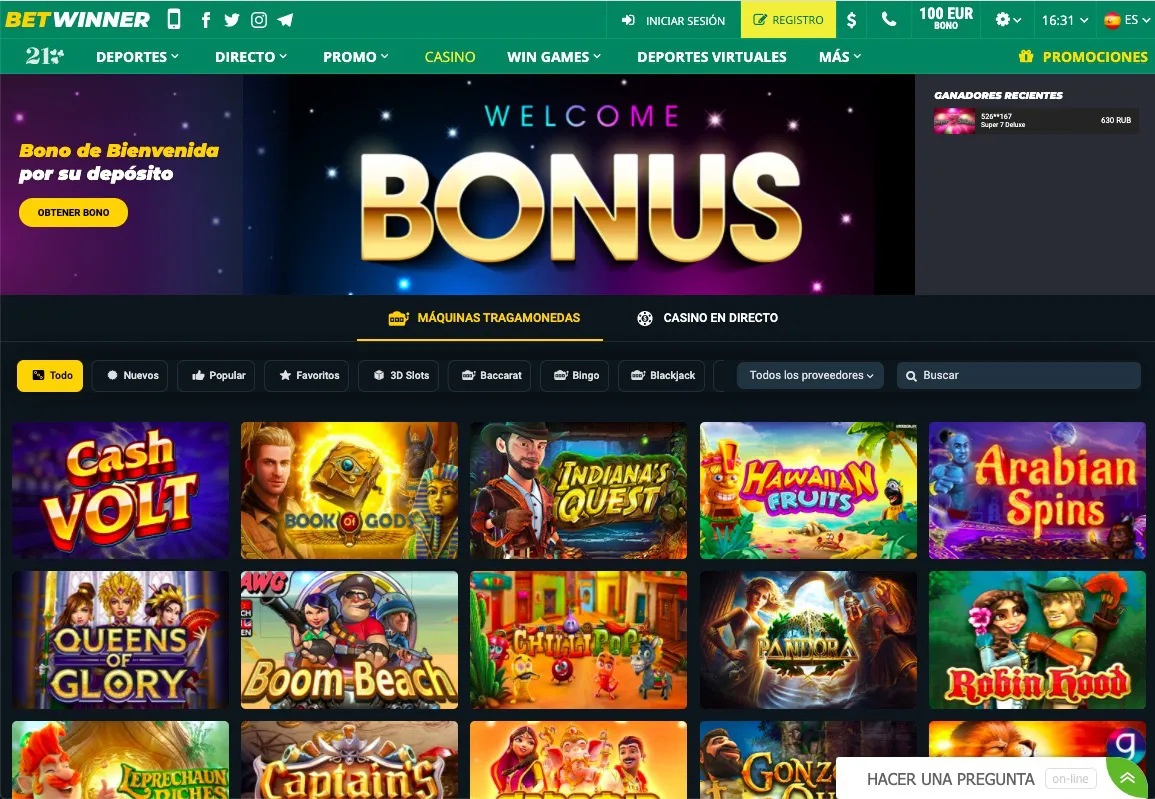 BETWINNER
INICIAR SESIÓN
REGISTRO
$
100 EUR
BONO
16:31
ES
21
DEPORTES
DIRECTO
PROMO
CASINO
WIN GAMES
DEPORTES VIRTUALES
MÁS
PROMOCIONES
Bono de Bienvenida
por su depósito
OBTENER BONO
WELCOME
BONUS
GANADORES RECIENTES
526**167
Super 7 Deluxe
630 RUB
MÁQUINAS TRAGAMONEDAS
CASINO EN DIRECTO
Todo
Nuevos
Popular
Favoritos
3D Slots
Baccarat
Bingo
Blackjack
Todos los proveedores
Buscar
Cash
VOLT
BOOK OF GODS
INDIANA'S
QUEST
HAWAIIAN
FRUITS
Arabian
Spins
QUEENS
OF
GLORY
AWG
Boom Beach
CHILLIPOP
PANDORA
Robin Hood
LEPRECHAUN
RICHES
Captain's
GONZO
HACER UNA PREGUNTA
on-line